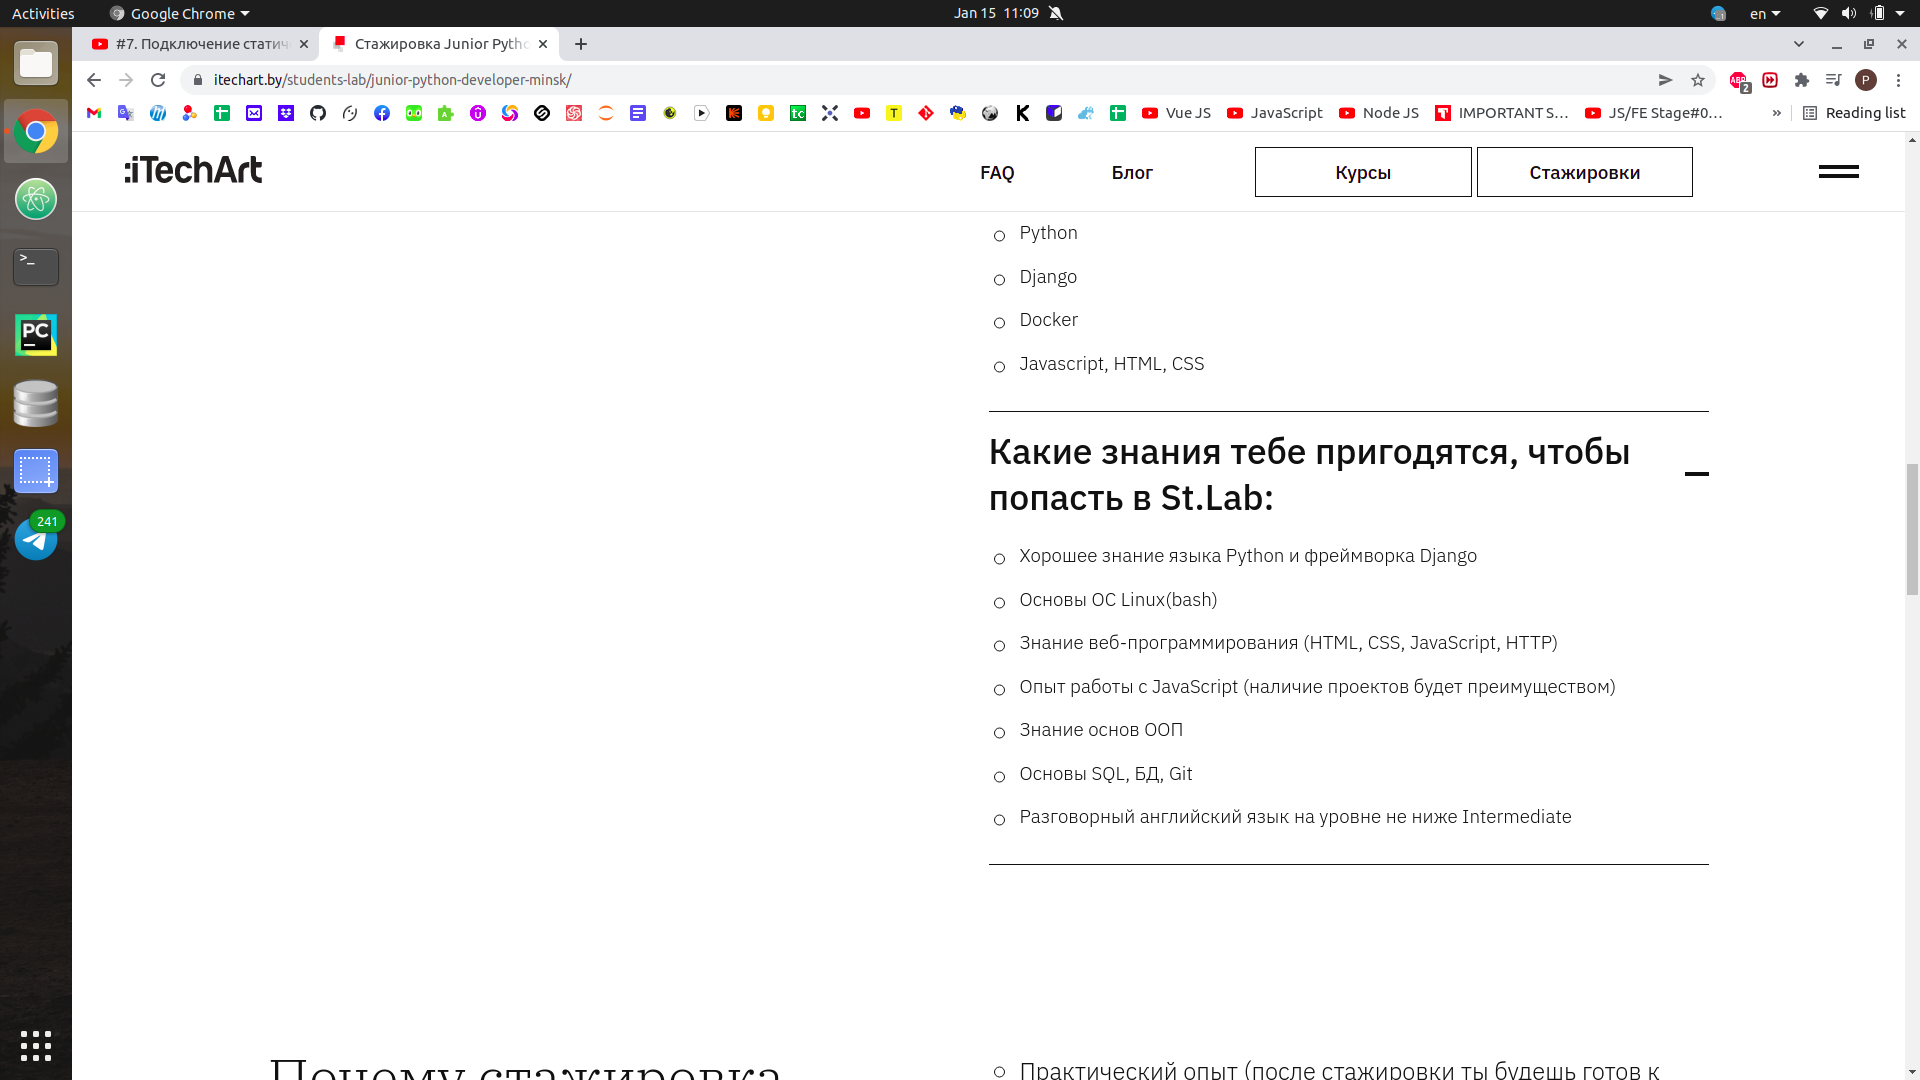 Activities
Google Chrome
Jan 15 11:09
en
#7. Подключение статич
Стажировка Junior Pytho
itechart.by/students-lab/junior-python-developer-minsk/
ABP
2
P
Vue JS
JavaScript
Node JS
IMPORTANT S…
JS/FE Stage#0…
»
Reading list
:iTechArt
FAQ
Блог
Курсы
Стажировки
Python
Django
Docker
Javascript, HTML, CSS
Какие знания тебе пригодятся, чтобы
попасть в St.Lab:
Хорошее знание языка Python и фреймворка Django
Основы ОС Linux(bash)
Знание веб-программирования (HTML, CSS, JavaScript, HTTP)
Опыт работы с JavaScript (наличие проектов будет преимуществом)
Знание основ ООП
Основы SQL, БД, Git
Разговорный английский язык на уровне не ниже Intermediate
Почему стажировка
Практический опыт (после стажировки ты будешь готов к
>_
PC
241